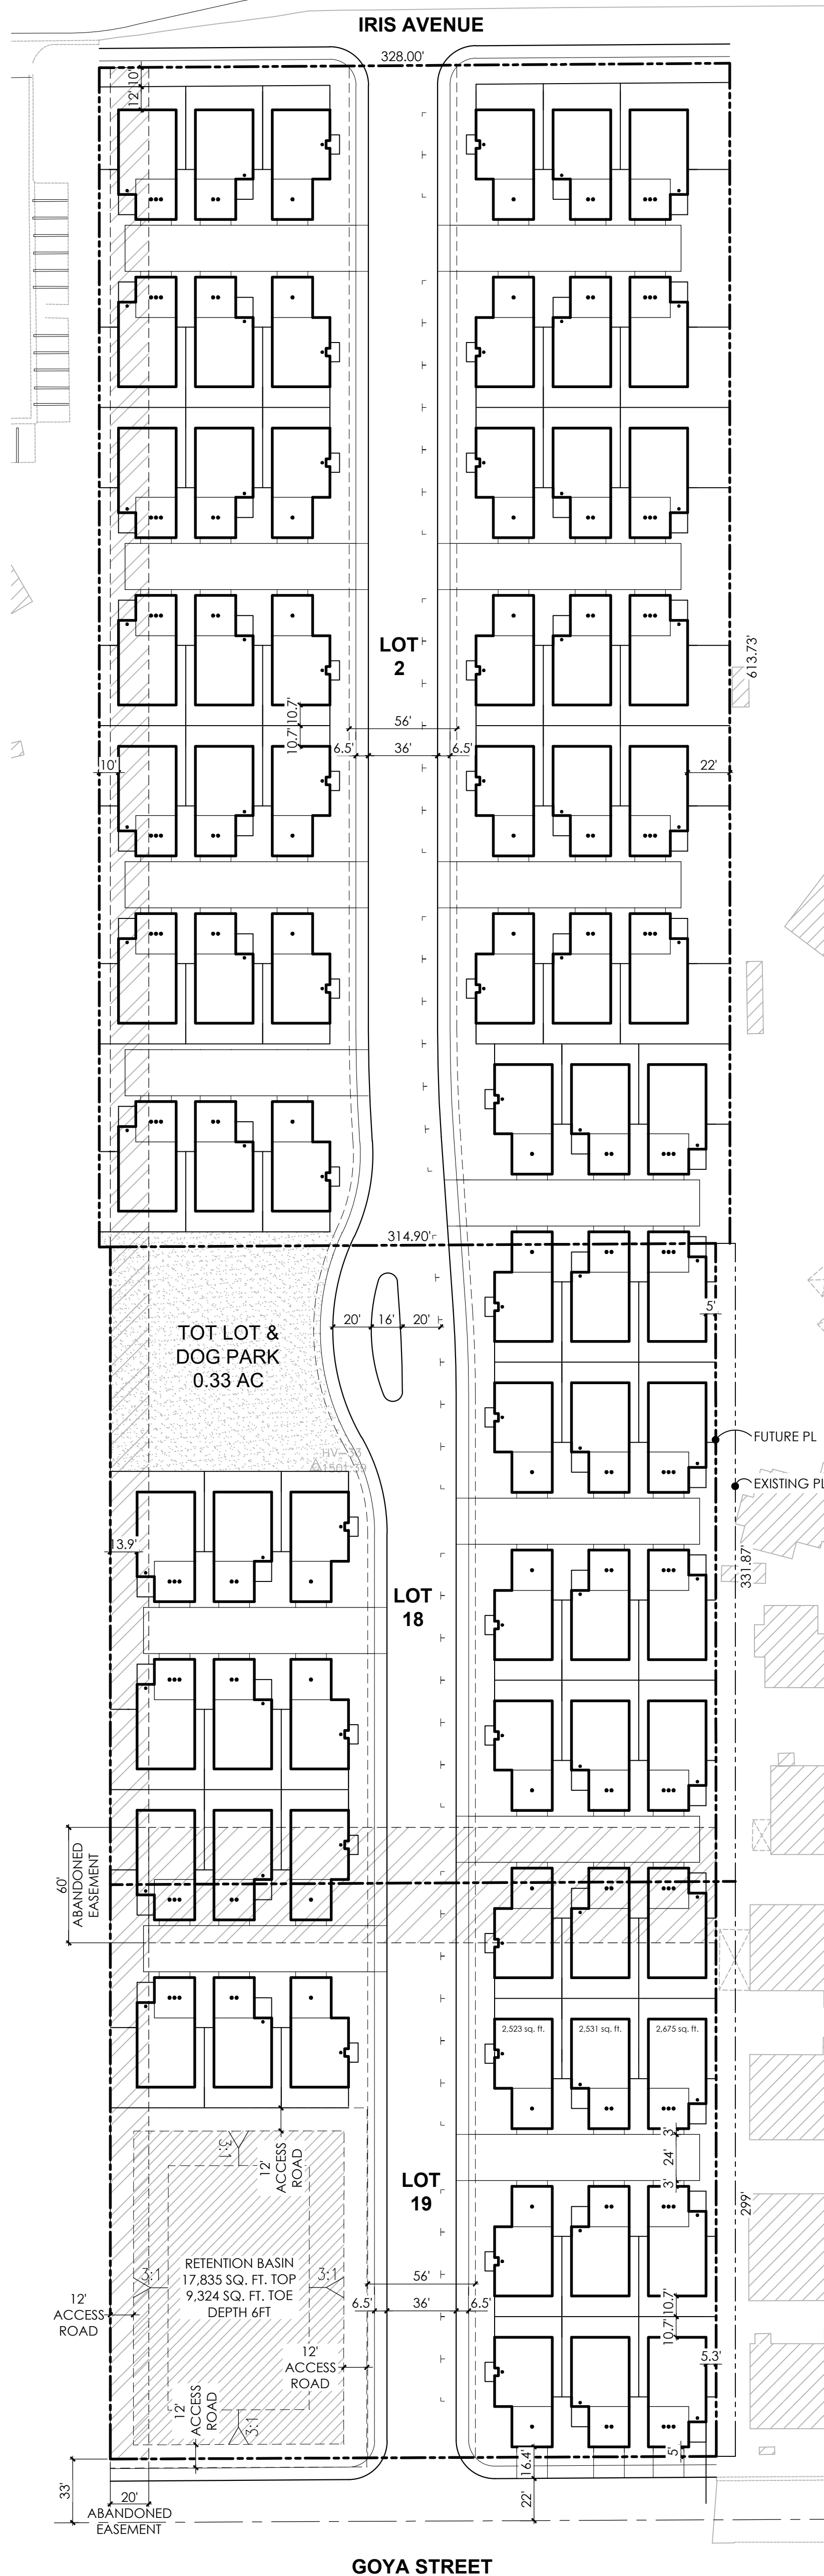 IRIS AVENUE
328.00'
10'
12'
LOT
2
613.73'
10.7'
10.7'
56'
6.5'
36'
6.5'
10'
22'
314.90'
20'
16'
20'
5'
TOT LOT &
DOG PARK
0.33 AC
FUTURE PL
HV-33
EXISTING PL
13.9'
331.87'
LOT
18
60'
ABANDONED
EASEMENT
2,523 sq. ft.
2,531 sq. ft.
2,675 sq. ft.
3'
24'
3'
3:1
12'
ACCESS
ROAD
LOT
19
299'
RETENTION BASIN
17,835 SQ. FT. TOP
9,324 SQ. FT. TOE
DEPTH 6FT
3:1
3:1
56'
6.5'
36'
6.5'
12'
ACCESS
ROAD
10.7'
10.7'
12'
ACCESS
ROAD
5.3'
12'
ACCESS
ROAD
3:1
16.4'
5'
33'
20'
ABANDONED
EASEMENT
22'
GOYA STREET